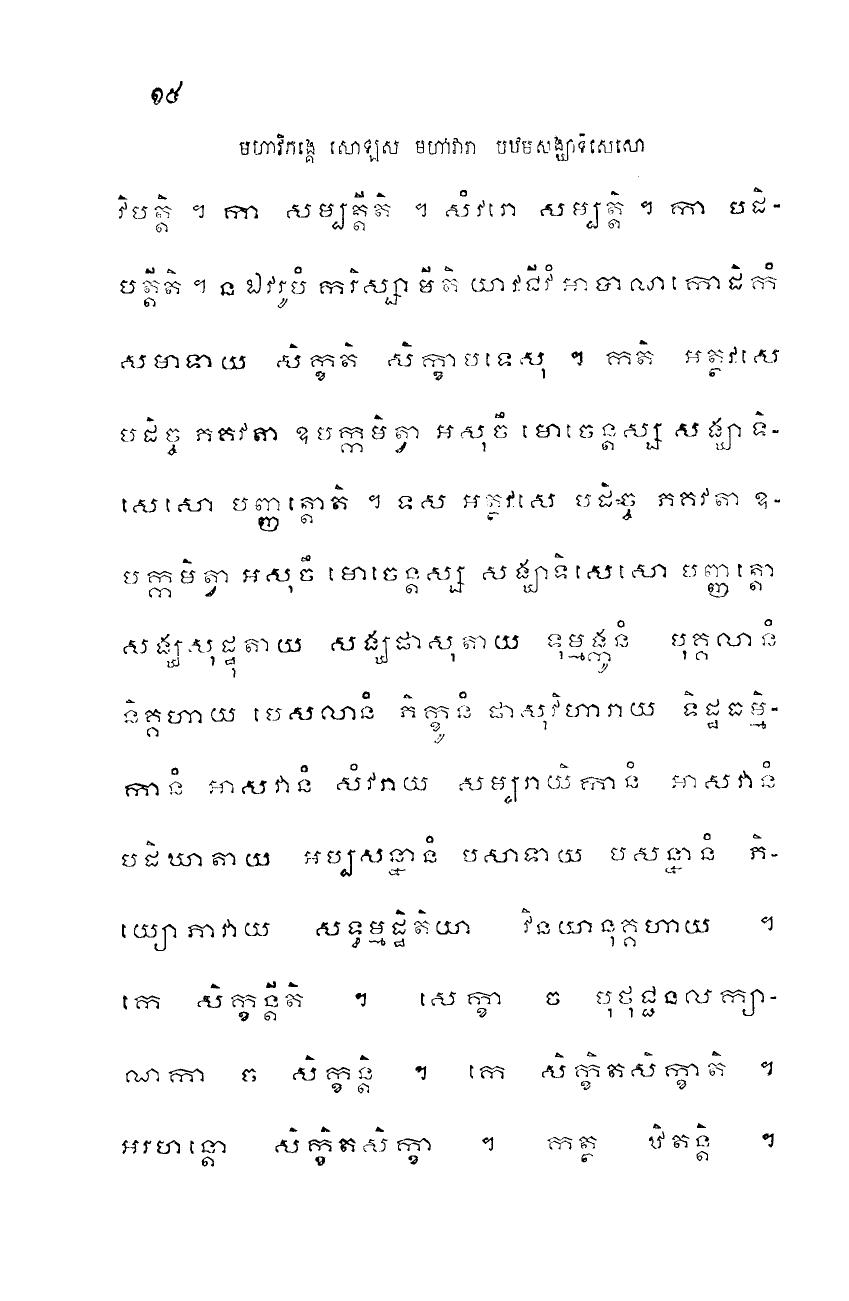 ១៥
មហាវិភង្គេ សោឡស មហាវារា បឋមសង្ឃាទិសេសោ
វិបត្តិ ។ កា សម្បត្តីតិ ។ សំវរោ សម្បត្តិ ។ កា បដិ-
បត្តីតិ ។ ន ឯវរូបំ ករិស្សាមីតិ យាវជីវំ អាបាណកោដិកំ
សមាទាយ សិក្ខតិ សិក្ខាបទេសុ ។ កតិ អត្ថវសេ
បដិច្ច ភគវតា ឧបក្កមិត្វា អសុចឹ មោចេន្តស្ស សង្ឃាទិ-
សេសោ បញ្ញត្តោតិ ។ ទស អត្ថវសេ បដិច្ច ភគវតា ឧ-
បក្កមិត្វា អសុចឹ មោចេន្តស្ស សង្ឃាទិសេសោ បញ្ញត្តោ
សង្ឃសុដ្ឋុតាយ សង្ឃផាសុតាយ ទុម្មង្កូនំ បុគ្គលានំ
និគ្គហាយ បេសលានំ ភិក្ខូនំ ផាសុវិហារាយ ទិដ្ឋធម្មិ-
កានំ អាសវានំ សំវរាយ សម្បរាយិកានំ អាសវានំ
បដិឃាតាយ អប្បសន្នានំ បសាទាយ បសន្នានំ ភិ-
យ្យោភាវាយ សទ្ធម្មដ្ឋិតិយា វិនយានុគ្គហាយ ។
កេ សិក្ខន្តីតិ ។ សេក្ខា ច បុថុជ្ជនលក្យា-
ណកា ច សិក្ខន្តិ ។ កេ សិក្ខិតសិក្ខាតិ ។
អរហន្តោ សិក្ខិតសិក្ខា ។ កត្ថ ឋិតន្តិ ។